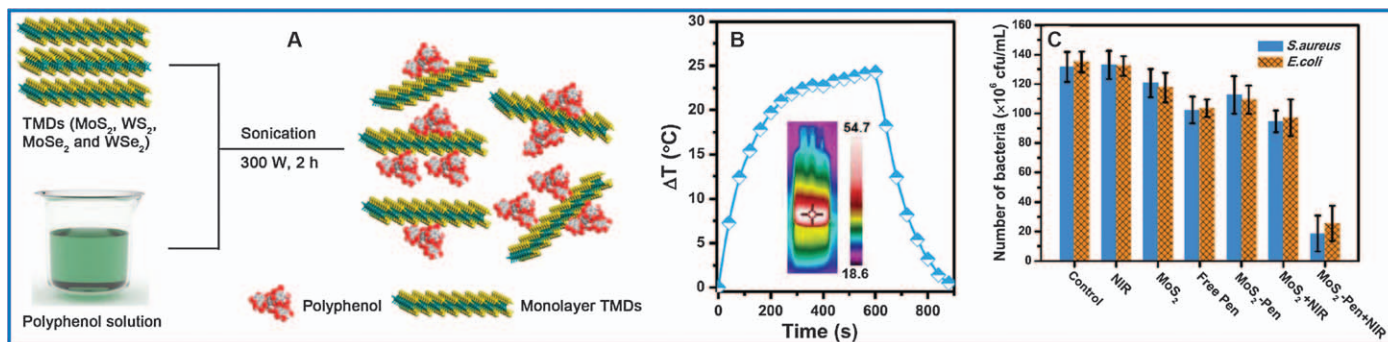 A
TMDs (MoS₂, WS₂,
MoSe₂ and WSe₂)
Sonication
300 W, 2 h
Polyphenol solution
Polyphenol
Monolayer TMDs
B
ΔT (°C)
30
25
20
15
10
5
0
54.7
18.6
0 200 400 600 800
Time (s)
C
S.aureus
E.coli
Number of bacteria (×10⁶ cfu/mL)
160
140
120
100
80
60
40
20
0
Control
NIR
MoS₂
Free Pen
MoS₂-Pen
MoS₂+NIR
MoS₂-Pen+NIR